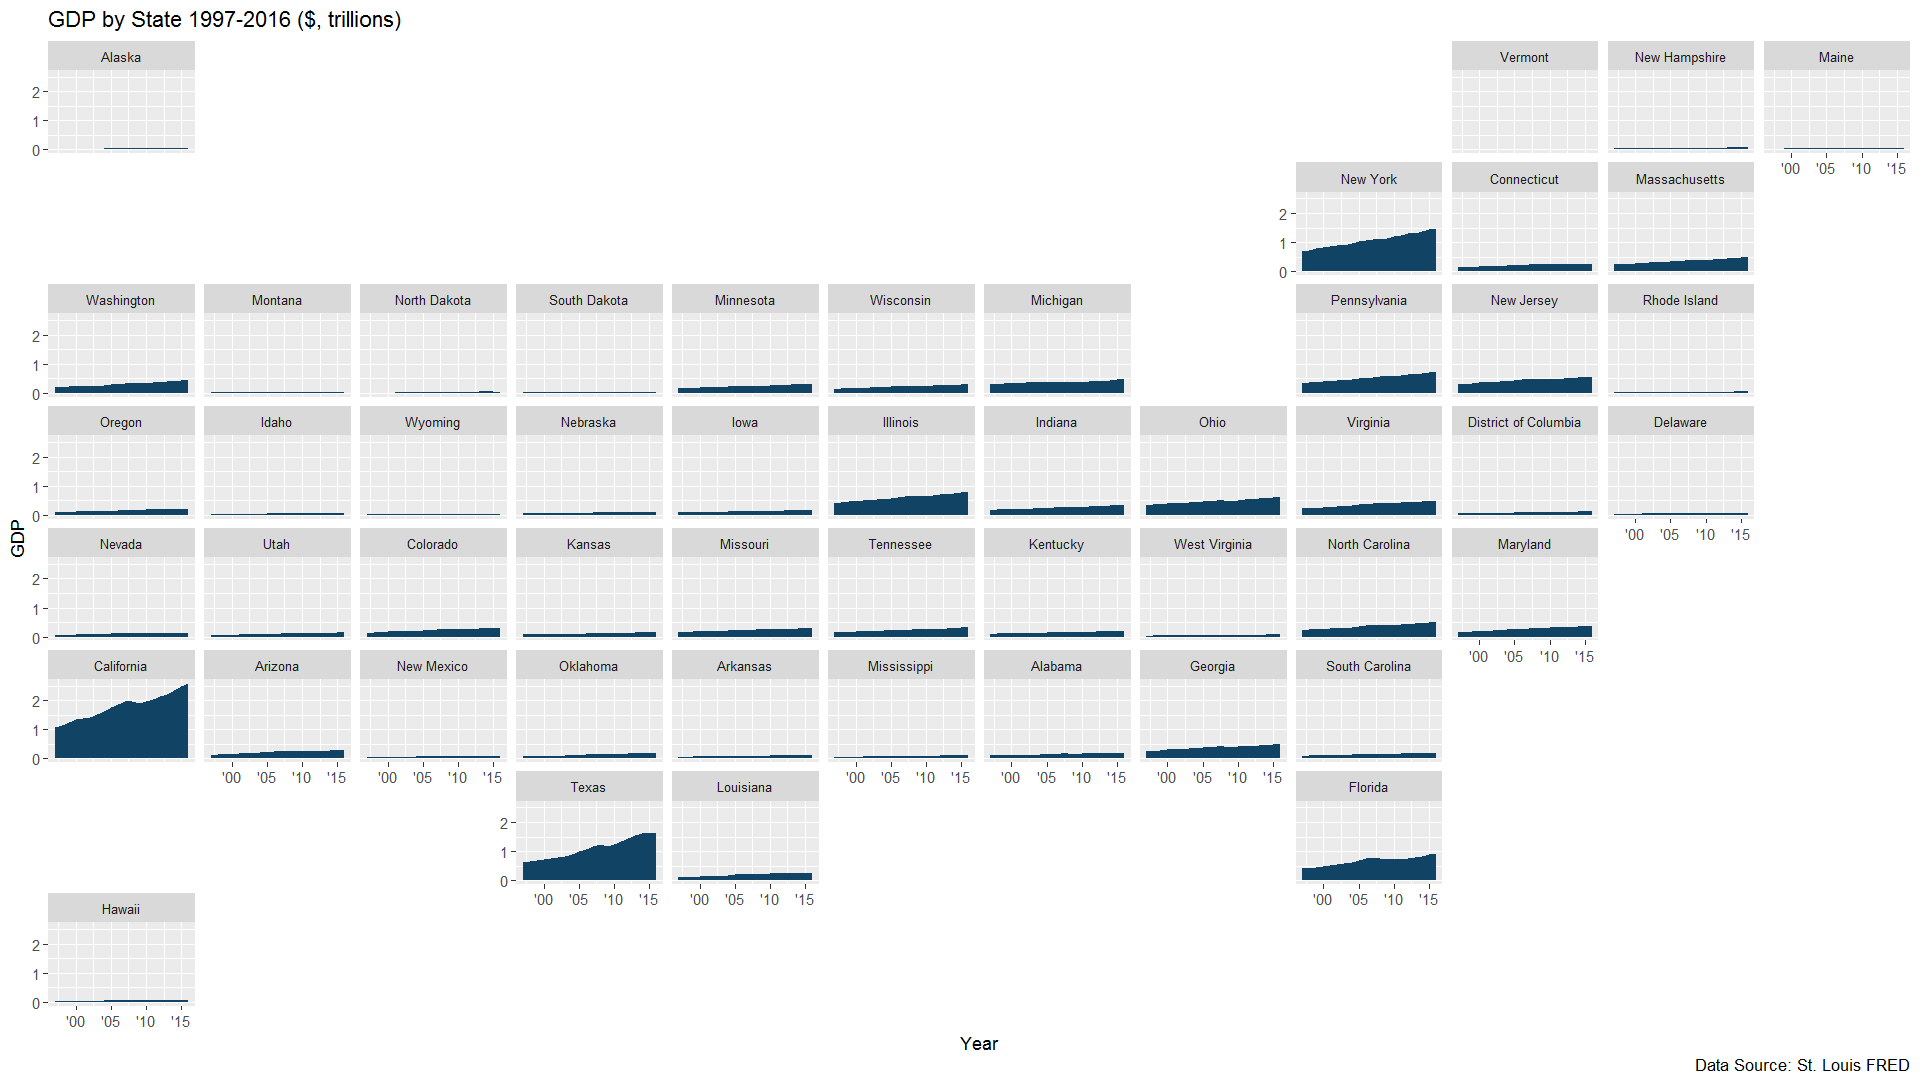 GDP by State 1997-2016 ($, trillions)
Alaska
Vermont
New Hampshire
Maine
2
1
0
'00 '05 '10 '15
New York
Connecticut
Massachusetts
2
1
0
Washington
Montana
North Dakota
South Dakota
Minnesota
Wisconsin
Michigan
Pennsylvania
New Jersey
Rhode Island
2
1
0
Oregon
Idaho
Wyoming
Nebraska
Iowa
Illinois
Indiana
Ohio
Virginia
District of Columbia
Delaware
2
1
0
'00 '05 '10 '15
GDP
Nevada
Utah
Colorado
Kansas
Missouri
Tennessee
Kentucky
West Virginia
North Carolina
Maryland
2
1
0
'00 '05 '10 '15
California
Arizona
New Mexico
Oklahoma
Arkansas
Mississippi
Alabama
Georgia
South Carolina
2
1
0
'00 '05 '10 '15
'00 '05 '10 '15
'00 '05 '10 '15
'00 '05 '10 '15
'00 '05 '10 '15
Texas
Louisiana
Florida
2
1
0
'00 '05 '10 '15
'00 '05 '10 '15
'00 '05 '10 '15
Hawaii
2
1
0
'00 '05 '10 '15
Year
Data Source: St. Louis FRED